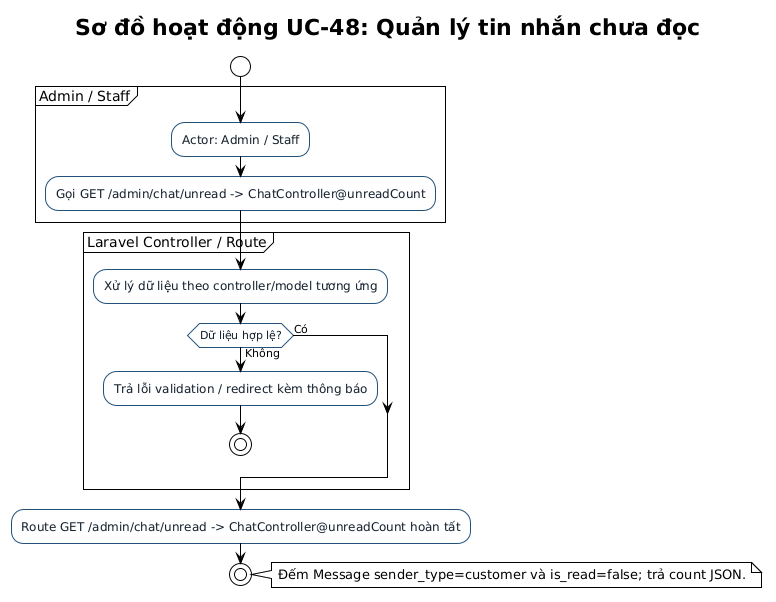 Sơ đồ hoạt động UC-48: Quản lý tin nhắn chưa đọc
Admin / Staff
Actor: Admin / Staff
Gọi GET /admin/chat/unread -> ChatController@unreadCount
Laravel Controller / Route
Xử lý dữ liệu theo controller/model tương ứng
Dữ liệu hợp lệ?
Có
Không
Trả lỗi validation / redirect kèm thông báo
Route GET /admin/chat/unread -> ChatController@unreadCount hoàn tất
Đếm Message sender_type=customer và is_read=false; trả count JSON.